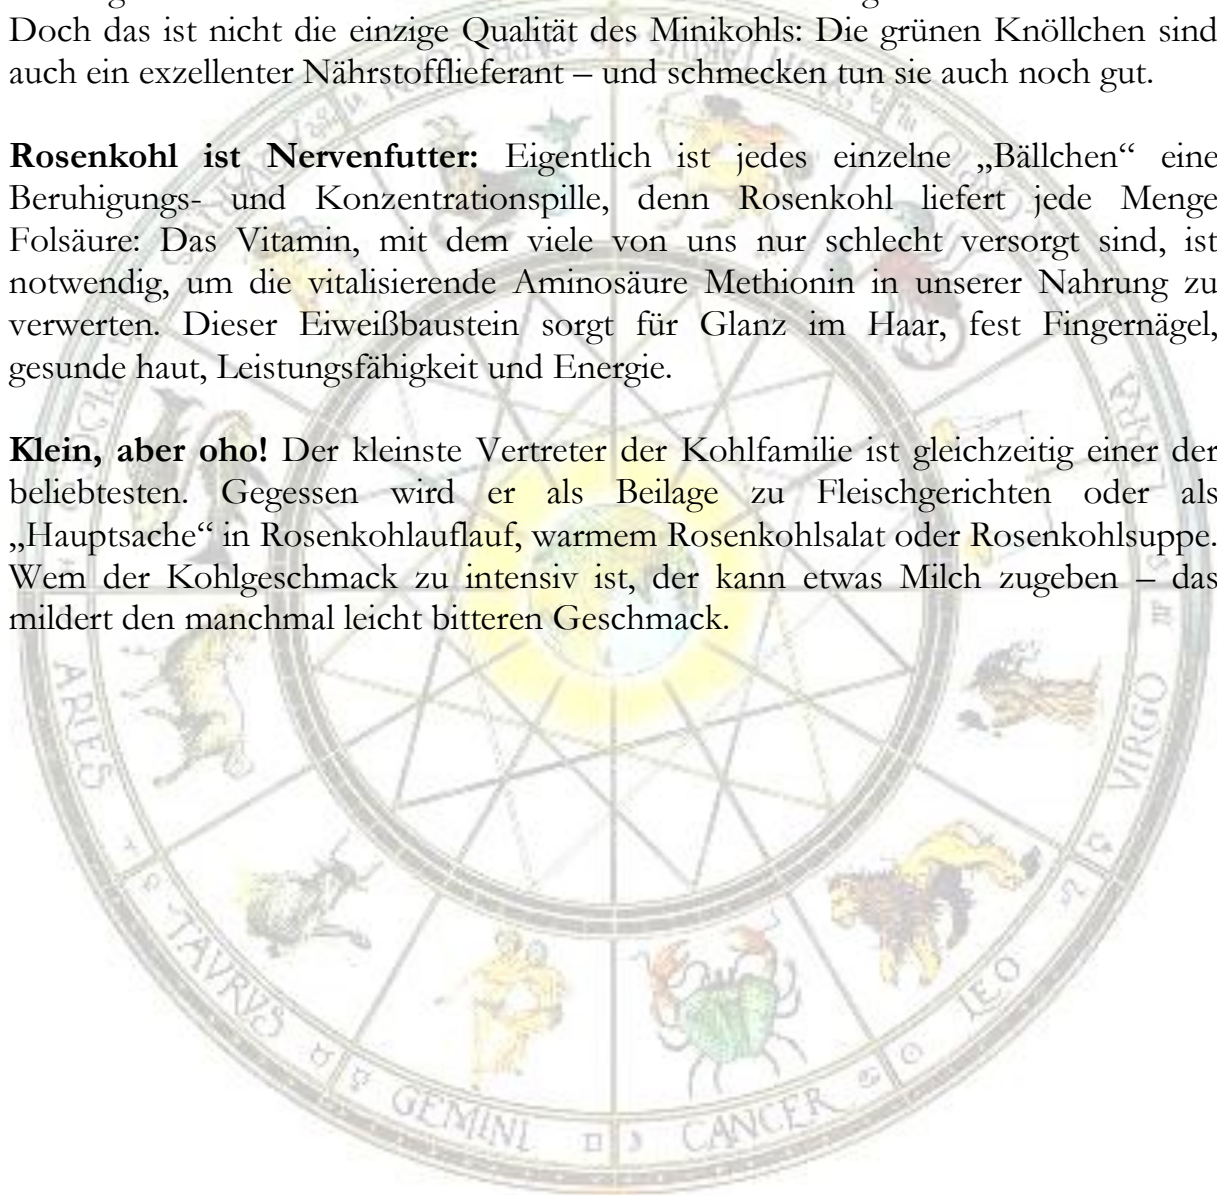 Doch das ist nicht die einzige Qualität des Minikohls: Die grünen Knöllchen sind
auch ein exzellenter Nährstofflieferant – und schmecken tun sie auch noch gut.
Rosenkohl ist Nervenfutter: Eigentlich ist jedes einzelne „Bällchen“ eine
Beruhigungs- und Konzentrationspille, denn Rosenkohl liefert jede Menge
Folsäure: Das Vitamin, mit dem viele von uns nur schlecht versorgt sind, ist
notwendig, um die vitalisierende Aminosäure Methionin in unserer Nahrung zu
verwerten. Dieser Eiweißbaustein sorgt für Glanz im Haar, fest Fingernägel,
gesunde haut, Leistungsfähigkeit und Energie.
Klein, aber oho! Der kleinste Vertreter der Kohlfamilie ist gleichzeitig einer der
beliebtesten. Gegessen wird er als Beilage zu Fleischgerichten oder als
„Hauptsache“ in Rosenkohlauflauf, warmem Rosenkohlsalat oder Rosenkohlsuppe.
Wem der Kohlgeschmack zu intensiv ist, der kann etwas Milch zugeben – das
mildert den manchmal leicht bitteren Geschmack.
LIBRA
VIRGO
ARIES
TAVRVS
LEO
GEMINI
CANCER